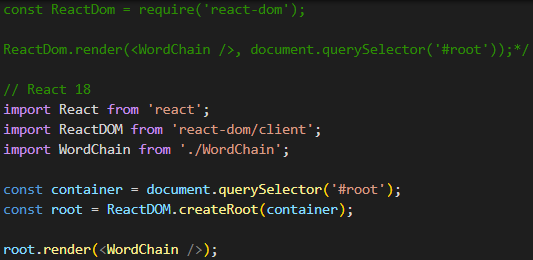 const ReactDom = require('react-dom');
ReactDom.render(<WordChain />, document.querySelector('#root'));*/
// React 18
import React from 'react';
import ReactDOM from 'react-dom/client';
import WordChain from './WordChain';
const container = document.querySelector('#root');
const root = ReactDOM.createRoot(container);
root.render(<WordChain />);